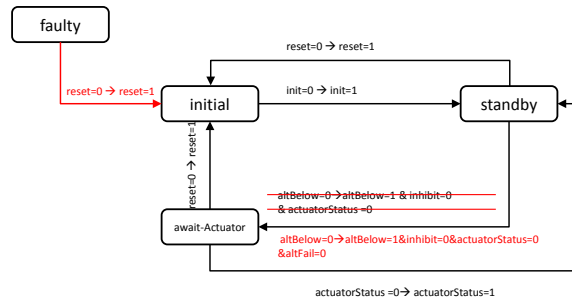 faulty
reset=0 → reset=1
reset=0 → reset=1
initial
init=0 → init=1
standby
reset=0 → reset=1
altBelow=0→altBelow=1 & inhibit=0
& actuatorStatus =0
await-Actuator
altBelow=0→altBelow=1&inhibit=0&actuatorStatus=0
&altFail=0
actuatorStatus =0→ actuatorStatus=1